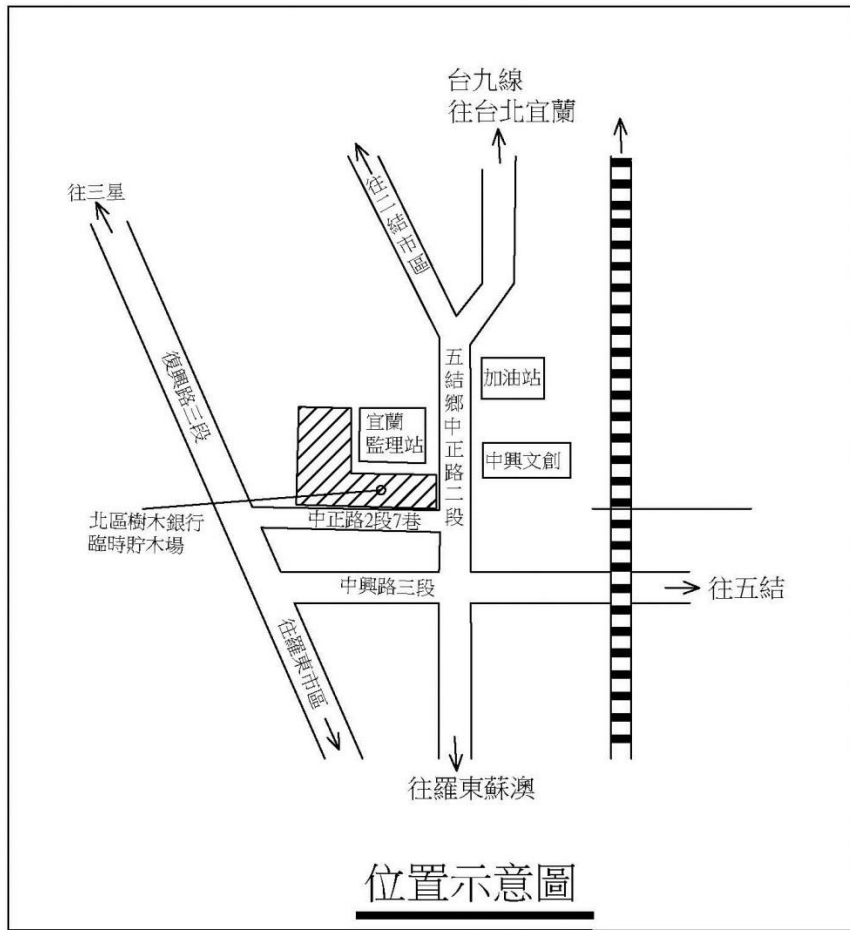 台九線
往台北宜蘭
往三星
往二結市區
復興路三段
五結鄉中正路二段
加油站
宜蘭
監理站
中興文創
北區樹木銀行
臨時貯木場
中正路2段7巷
中興路三段
往五結
往羅東市區
往羅東蘇澳
位置示意圖